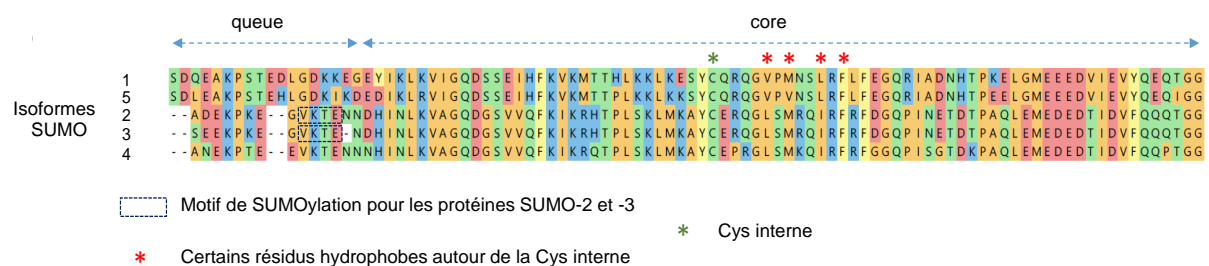 queue core
* * * * *
1 SDQEAKPSTEDLGDKKEGEYIKLKVIGQDSSEIHFKVKMTTHLKKLKESYCQRQGVPMNSLRFLFEGQRIADNHTPKELGMEEEDVIEVYQEQTGG
5 SDLEAKPSTEHLGDKIKDEDIKLRVIGQDSSEIHFKVKMTTPLKKLKKSYCQRQGVPVNSLRFLFEGQRIADNHTPEELGMEEEDVIEVYQEQIGG
Isoformes
SUMO
2 --ADEKPKE--GVKTENNDHINLKVAGQDGSVVQFKIKRHTPLSKLMKAYCERQGLSMRQIRFRFDGQPINETDTPAQLEMEDEDTIDVFQQQTGG
3 --SEEKPKE--GVKTE-NDHINLKVAGQDGSVVQFKIKRHTPLSKLMKAYCERQGLSMRQIRFRFDGQPINETDTPAQLEMEDEDTIDVFQQQTGG
4 --ANEKPTE--EVKTENNNHINLKVAGQDGSVVQFKIKRQTPLSKLMKAYCEPRGLSMKQIRFRFGGQPISGTDKPAQLEMEDEDTIDVFQQPTGG
Motif de SUMOylation pour les protéines SUMO-2 et -3
* Cys interne
* Certains résidus hydrophobes autour de la Cys interne